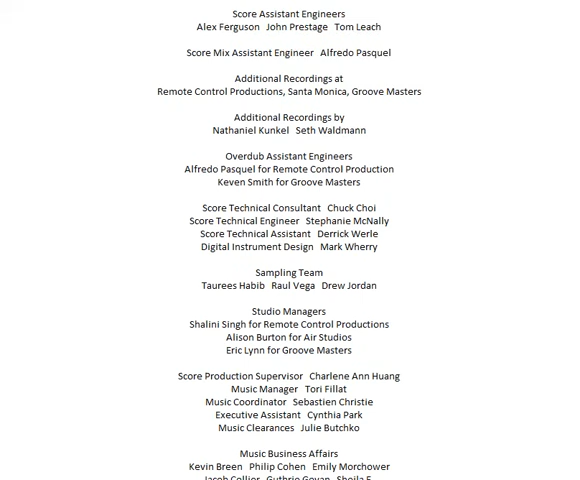 Score Assistant Engineers
Alex Ferguson John Prestage Tom Leach
Score Mix Assistant Engineer Alfredo Pasquel
Additional Recordings at
Remote Control Productions, Santa Monica, Groove Masters
Additional Recordings by
Nathaniel Kunkel Seth Waldmann
Overdub Assistant Engineers
Alfredo Pasquel for Remote Control Production
Keven Smith for Groove Masters
Score Technical Consultant Chuck Choi
Score Technical Engineer Stephanie McNally
Score Technical Assistant Derrick Werle
Digital Instrument Design Mark Wherry
Sampling Team
Taurees Habib Raul Vega Drew Jordan
Studio Managers
Shalini Singh for Remote Control Productions
Alison Burton for Air Studios
Eric Lynn for Groove Masters
Score Production Supervisor Charlene Ann Huang
Music Manager Tori Fillat
Music Coordinator Sebastien Christie
Executive Assistant Cynthia Park
Music Clearances Julie Butchko
Music Business Affairs
Kevin Breen Philip Cohen Emily Morchower
Jacob Collier Guthrie Govan Sheila E